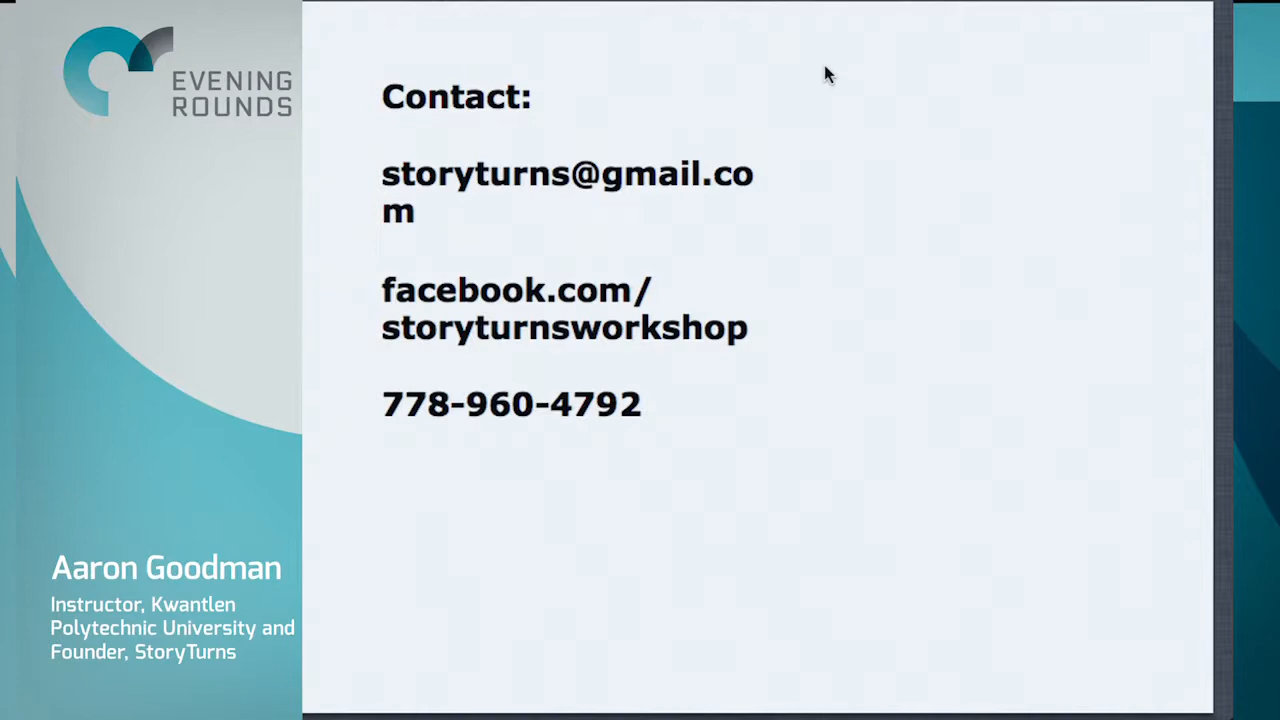 EVENING
ROUNDS
Contact:
storyturns@gmail.co
m
facebook.com/
storyturnsworkshop
778-960-4792
Aaron Goodman
Instructor, Kwantlen
Polytechnic University and
Founder, StoryTurns